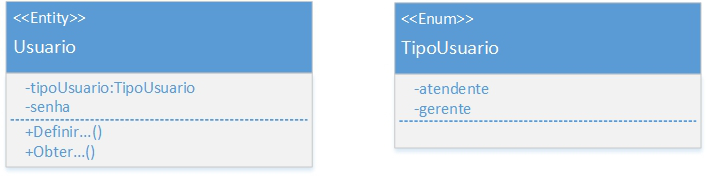 <<Entity>>
Usuario
-tipoUsuario:TipoUsuario
-senha
+Definir...()
+Obter...()
<<Enum>>
TipoUsuario
-atendente
-gerente